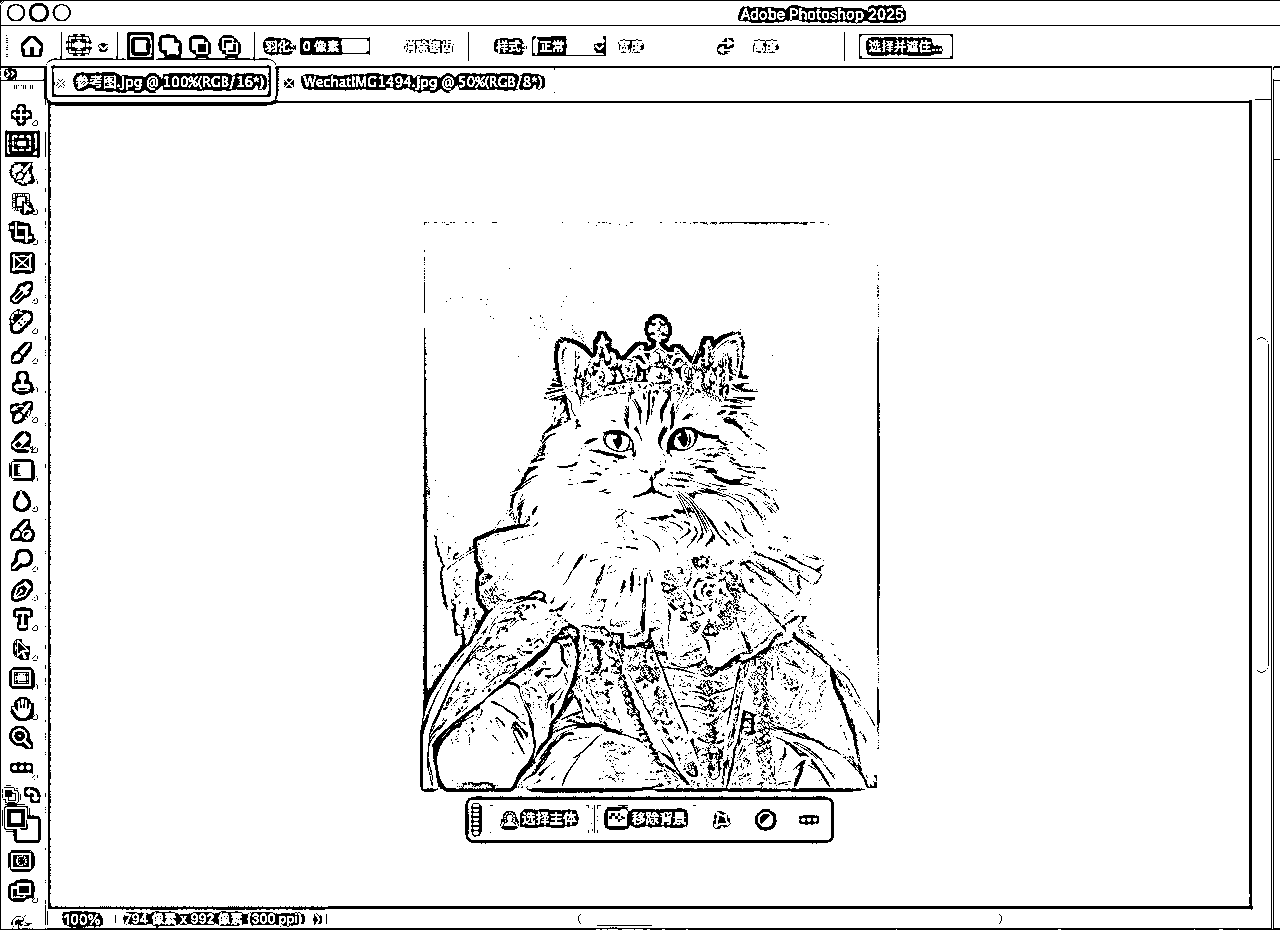 Adobe Photoshop 2025
羽化: 0 像素 消除锯齿 样式: 正常 宽度 高度 选择并遮住...
参考图.jpg @ 100%(RGB/16*) WechatIMG1494.jpg @ 50%(RGB/8*)
选择主体 移除背景
100% 794 像素 x 992 像素 (300 ppi)